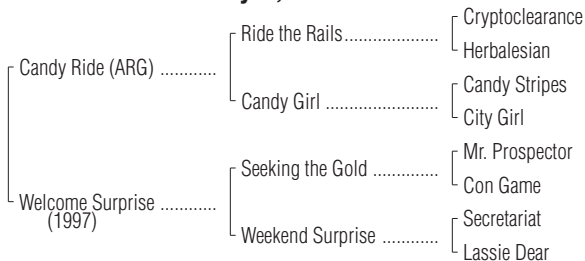 Cryptoclearance
Ride the Rails....................
Herbalesian
Candy Ride (ARG) ............
Candy Stripes
Candy Girl ........................
City Girl
Mr. Prospector
Seeking the Gold ..............
Con Game
Welcome Surprise ............
(1997)
Secretariat
Weekend Surprise ............
Lassie Dear